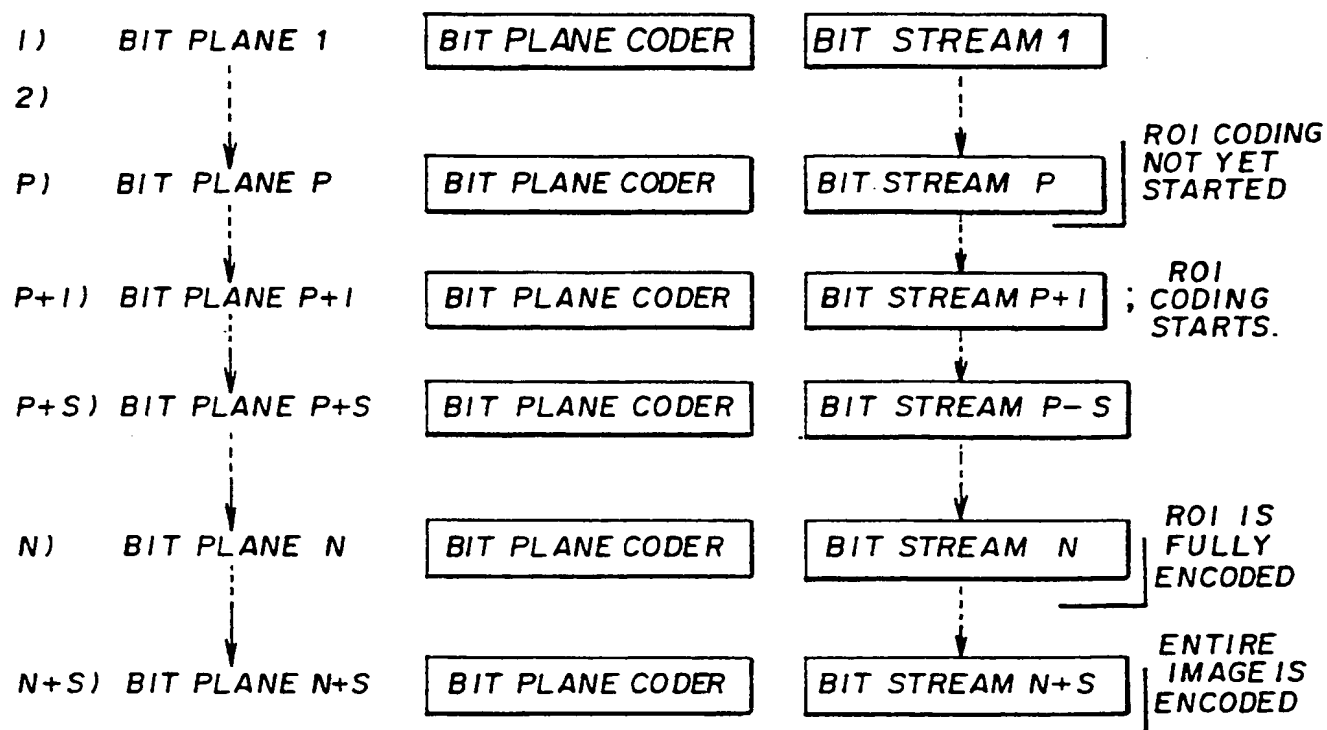 1) BIT PLANE 1 BIT PLANE CODER BIT STREAM 1
2)
P) BIT PLANE P BIT PLANE CODER BIT STREAM P
ROI CODING
NOT YET
STARTED
P+1) BIT PLANE P+1 BIT PLANE CODER BIT STREAM P+1 ;
ROI
CODING
STARTS.
P+S) BIT PLANE P+S BIT PLANE CODER BIT STREAM P-S
N) BIT PLANE N BIT PLANE CODER BIT STREAM N
ROI IS
FULLY
ENCODED
N+S) BIT PLANE N+S BIT PLANE CODER BIT STREAM N+S
ENTIRE
IMAGE IS
ENCODED